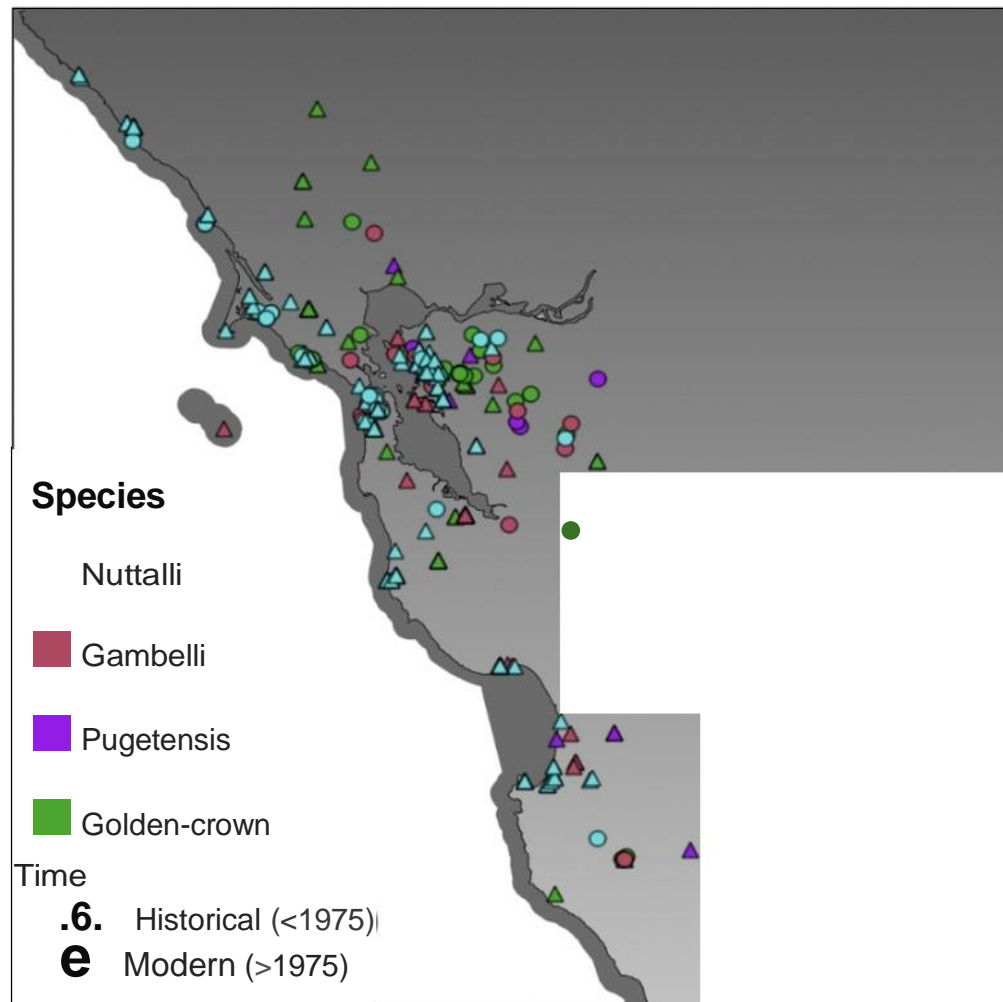 Species
Nuttalli
Gambelli
Pugetensis
Golden-crown
Time
.6. Historical (<1975)
e Modern (>1975)